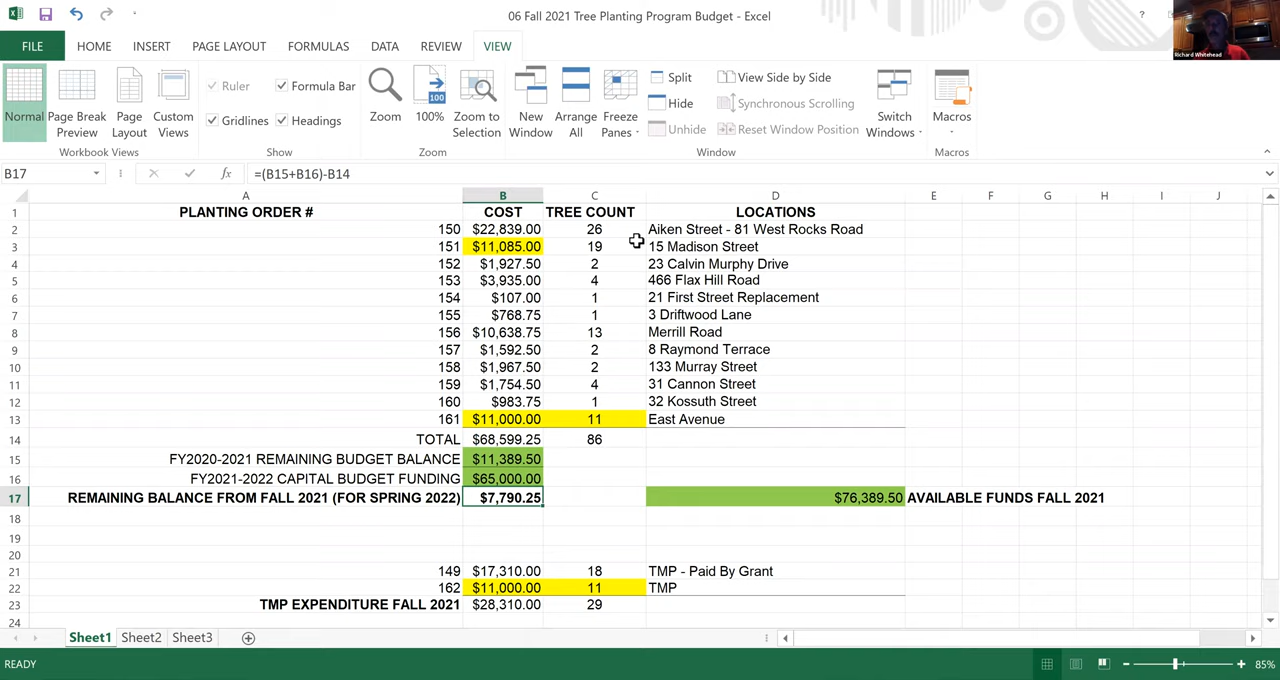 06 Fall 2021 Tree Planting Program Budget - Excel
?
Richard Whitehead
FILE HOME INSERT PAGE LAYOUT FORMULAS DATA REVIEW VIEW
Normal Page Break Preview Page Layout Custom Views
Workbook Views
Ruler Formula Bar
Gridlines Headings
Show
Zoom 100% Zoom to Selection
Zoom
New Window Arrange All Freeze Panes
Split View Side by Side
Hide Synchronous Scrolling
Unhide Reset Window Position
Switch Windows
Window
Macros
Macros
B17 fx =(B15+B16)-B14
A B C D E F G H I J
1 PLANTING ORDER # COST TREE COUNT LOCATIONS
2 150 $22,839.00 26 Aiken Street - 81 West Rocks Road
3 151 $11,085.00 19 15 Madison Street
4 152 $1,927.50 2 23 Calvin Murphy Drive
5 153 $3,935.00 4 466 Flax Hill Road
6 154 $107.00 1 21 First Street Replacement
7 155 $768.75 1 3 Driftwood Lane
8 156 $10,638.75 13 Merrill Road
9 157 $1,592.50 2 8 Raymond Terrace
10 158 $1,967.50 2 133 Murray Street
11 159 $1,754.50 4 31 Cannon Street
12 160 $983.75 1 32 Kossuth Street
13 161 $11,000.00 11 East Avenue
14 TOTAL $68,599.25 86
15 FY2020-2021 REMAINING BUDGET BALANCE $11,389.50
16 FY2021-2022 CAPITAL BUDGET FUNDING $65,000.00
17 REMAINING BALANCE FROM FALL 2021 (FOR SPRING 2022) $7,790.25 $76,389.50 AVAILABLE FUNDS FALL 2021
18
19
20
21 149 $17,310.00 18 TMP - Paid By Grant
22 162 $11,000.00 11 TMP
23 TMP EXPENDITURE FALL 2021 $28,310.00 29
24
Sheet1 Sheet2 Sheet3
READY 85%